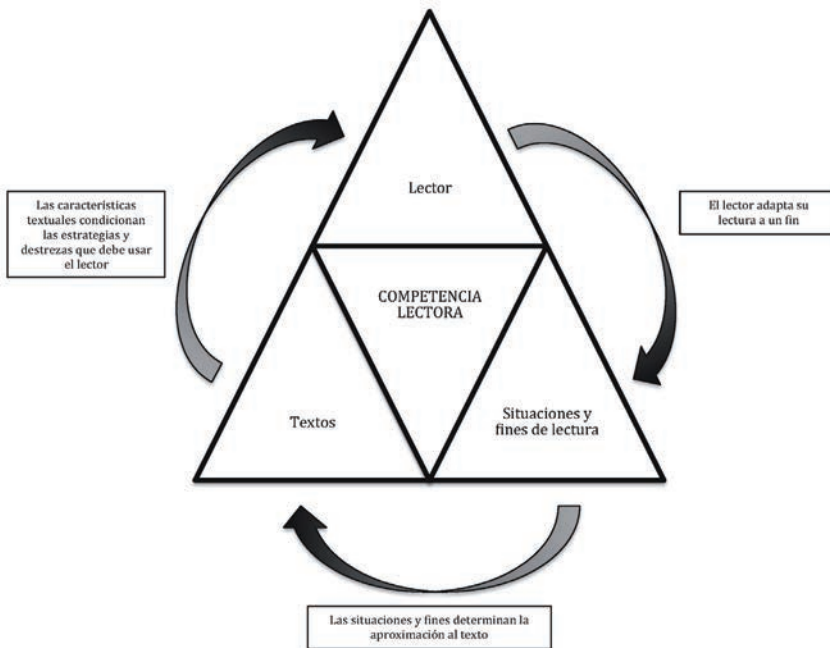 Lector
Las características
textuales condicionan
las estrategias y
destrezas que debe usar
el lector
El lector adapta su
lectura a un fin
COMPETENCIA
LECTORA
Textos
Situaciones y
fines de lectura
Las situaciones y fines determinan la
aproximación al texto